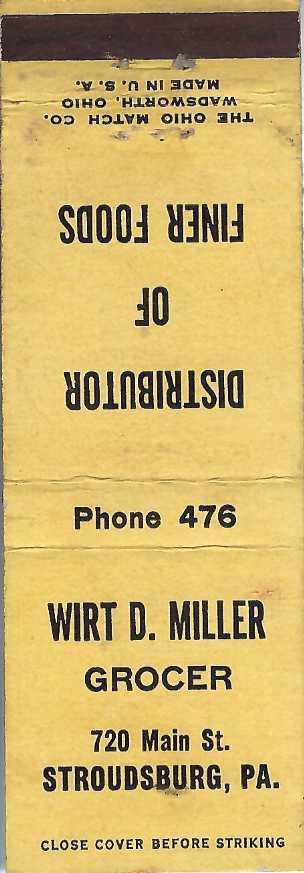 THE OHIO MATCH CO.
WADSWORTH, OHIO
MADE IN U. S. A.
DISTRIBUTOR
OF
FINER FOODS
Phone 476
WIRT D. MILLER
GROCER
720 Main St.
STROUDSBURG, PA.
CLOSE COVER BEFORE STRIKING